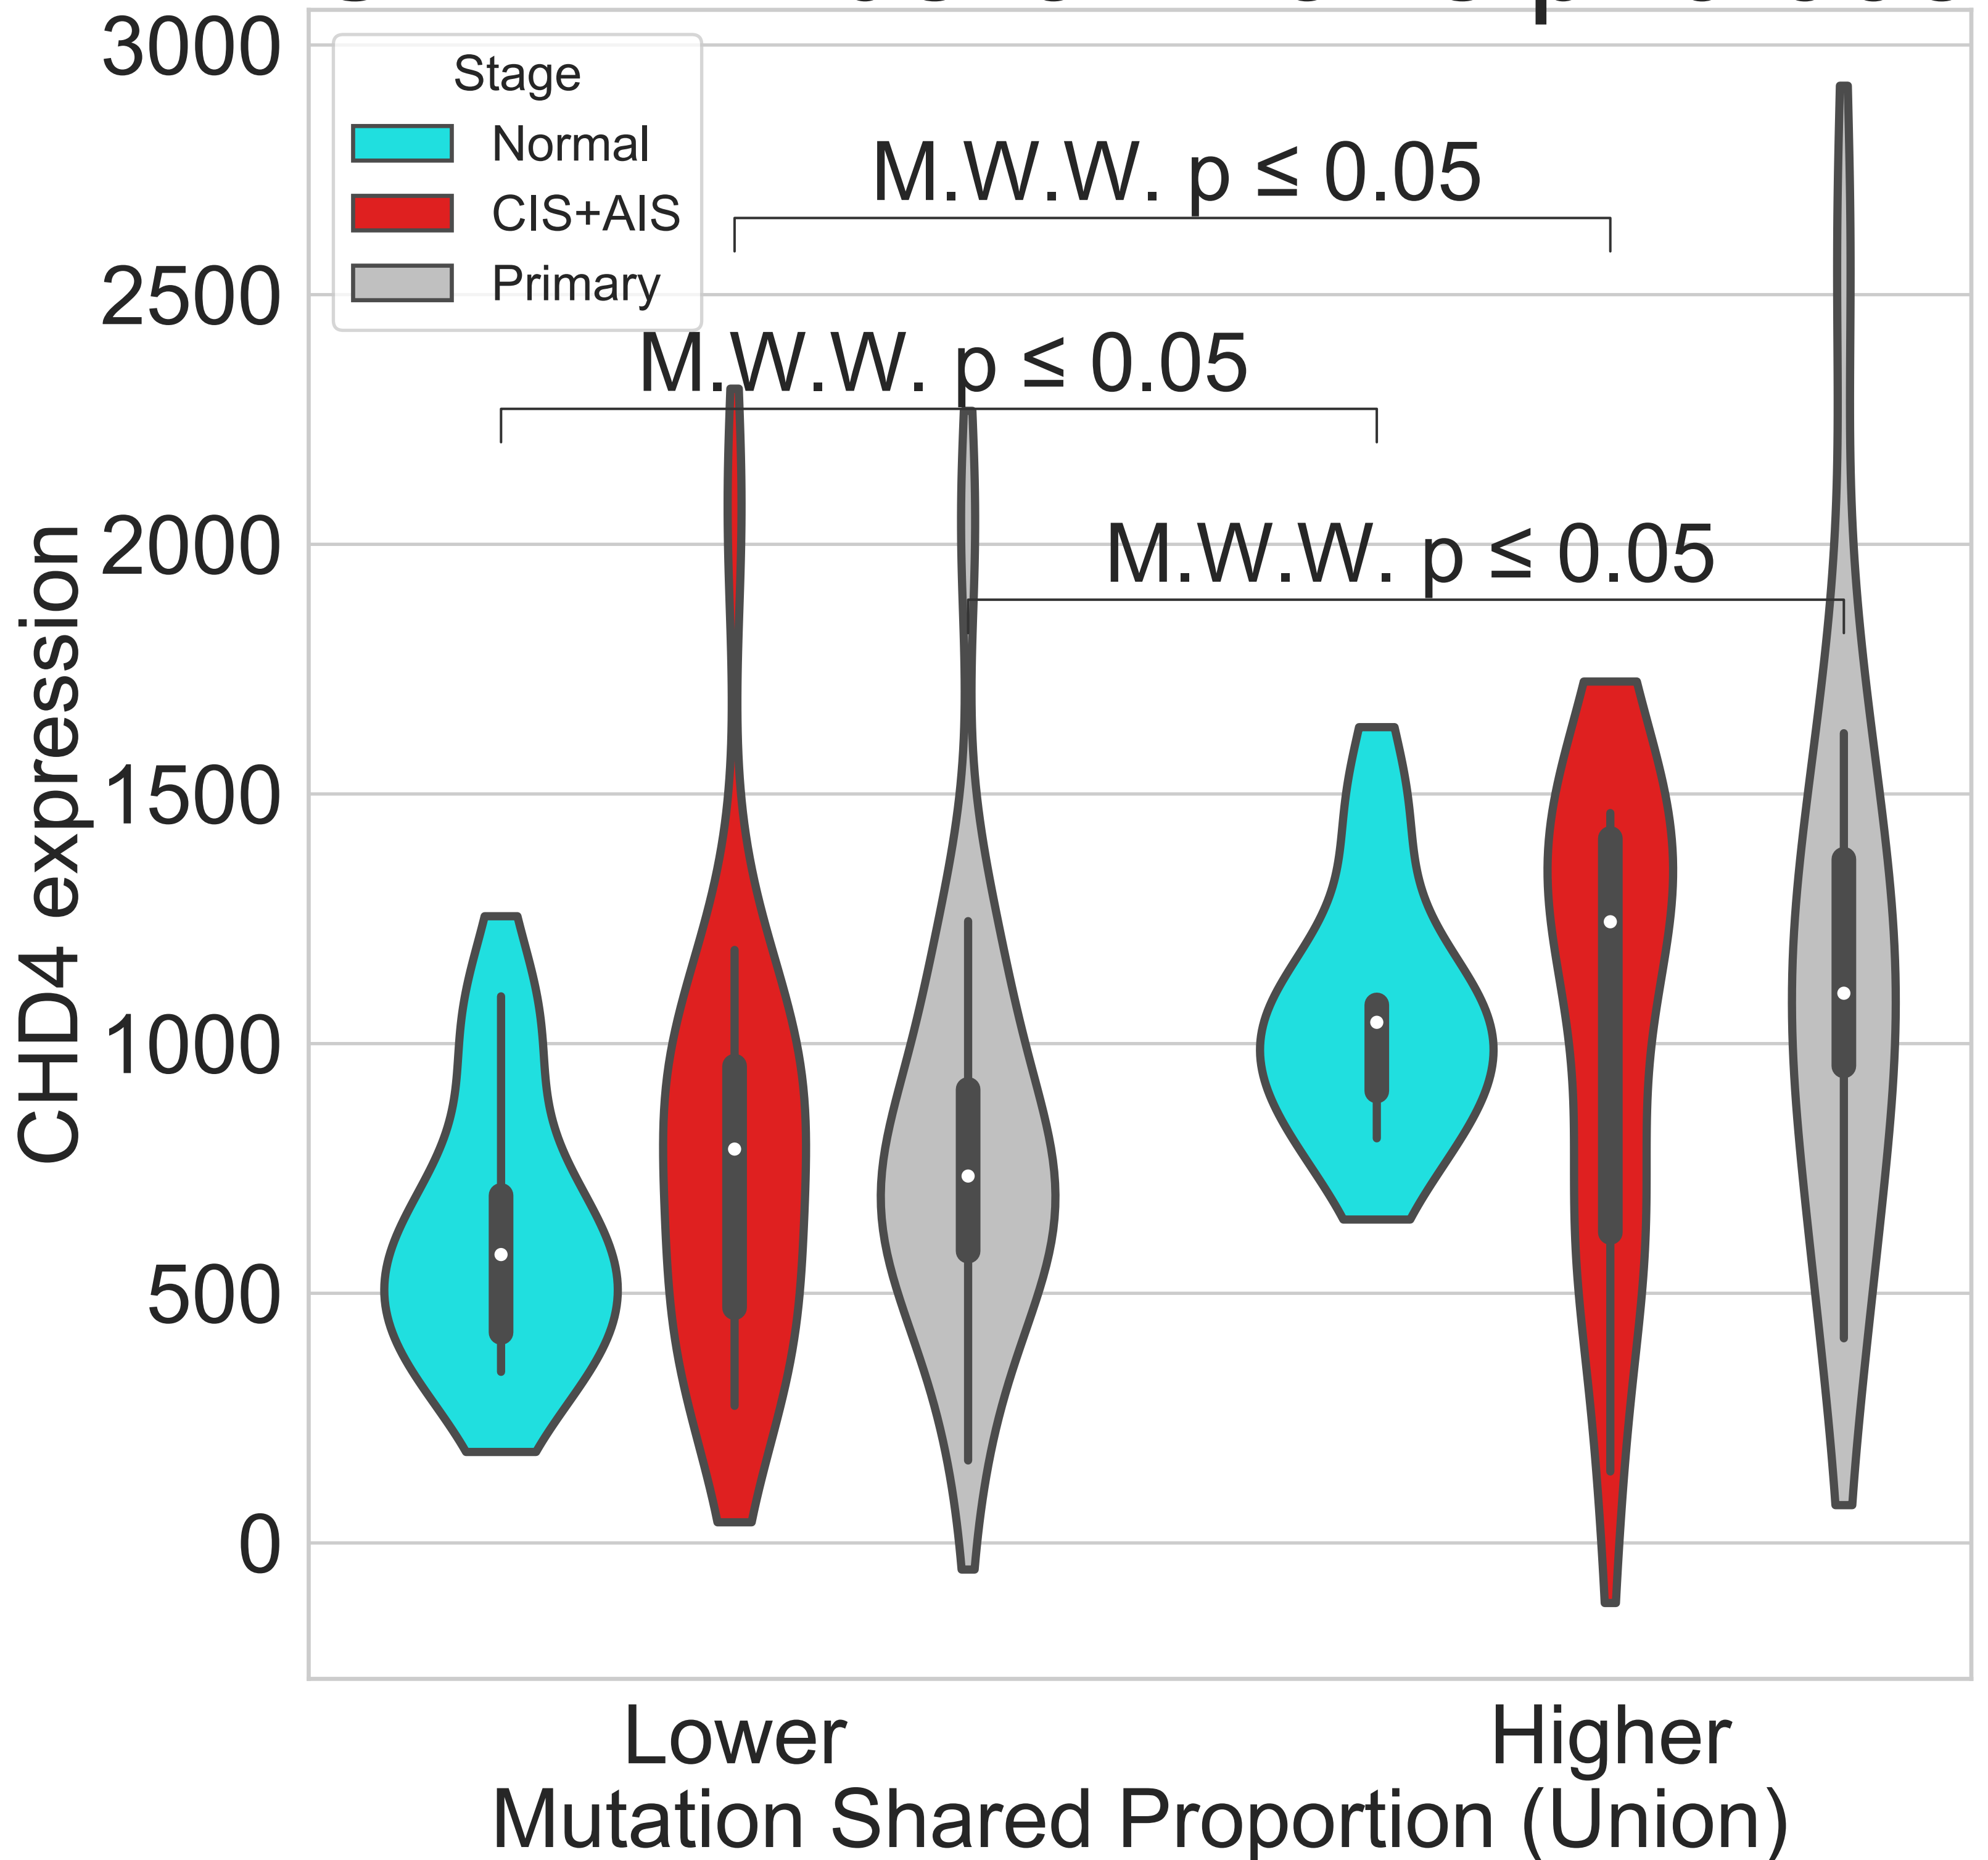 3000
2500
2000
1500
1000
500
0
CHD4 expression
Stage
Normal
CIS+AIS
Primary
M.W.W. p ≤ 0.05
M.W.W. p ≤ 0.05
M.W.W. p ≤ 0.05
Lower
Higher
Mutation Shared Proportion (Union)